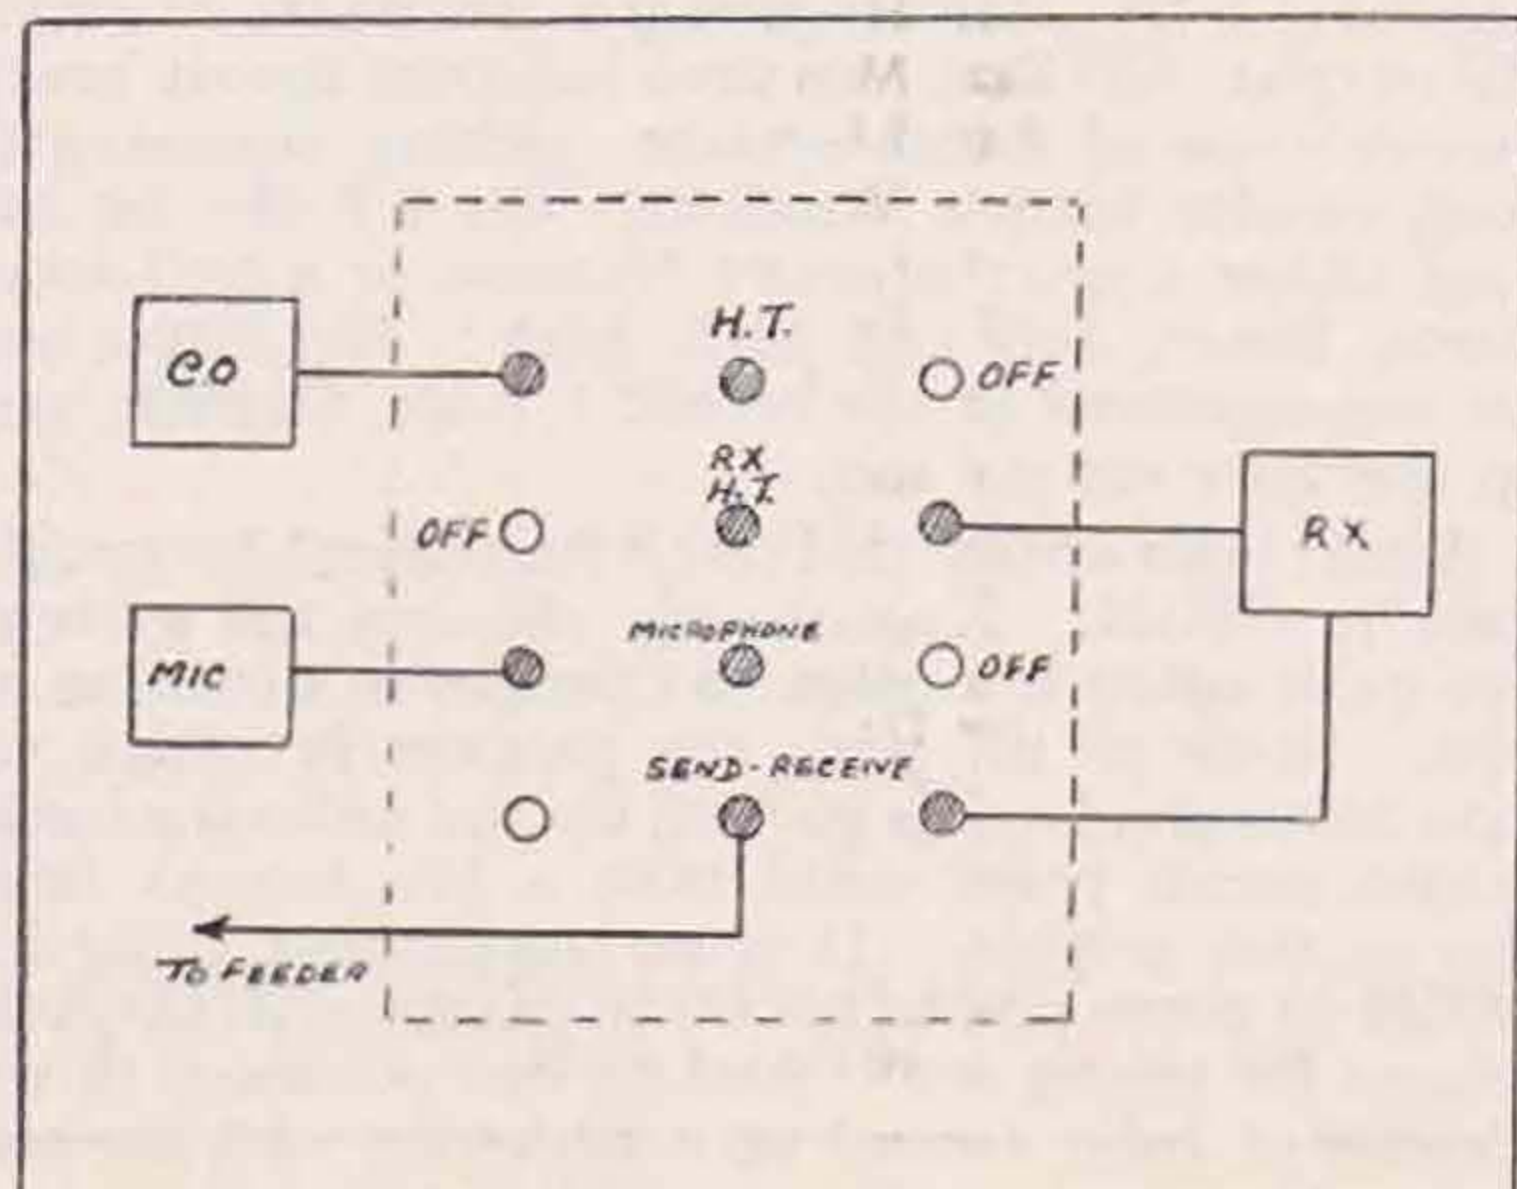 H.T.
C.O
OFF
RX
H.T.
OFF
RX
MICROPHONE
MIC
OFF
SEND-RECEIVE
TO FEEDER